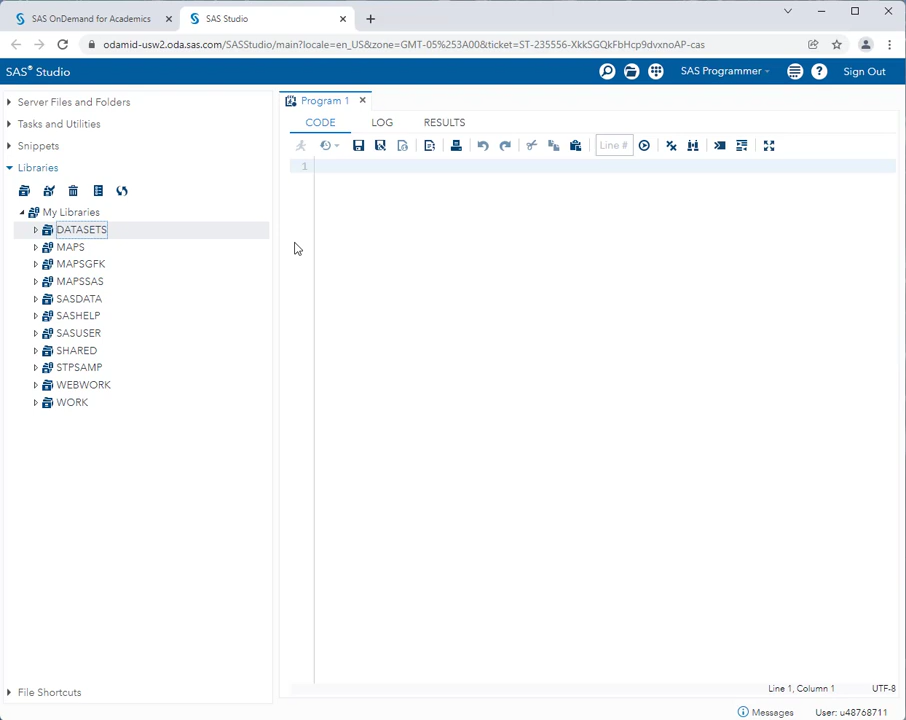 SAS OnDemand for Academics
SAS Studio
odamid-usw2.oda.sas.com/SASStudio/main?locale=en_US&zone=GMT-05%253A00&ticket=ST-235556-XkkSGQkFbHcp9dvxnoAP-cas
SAS® Studio
SAS Programmer
Sign Out
Server Files and Folders
Tasks and Utilities
Snippets
Libraries
My Libraries
DATASETS
MAPS
MAPSGFK
MAPSSAS
SASDATA
SASHELP
SASUSER
SHARED
STPSAMP
WEBWORK
WORK
File Shortcuts
Program 1
CODE LOG RESULTS
Line #
1
Line 1, Column 1 UTF-8
Messages User: u48768711